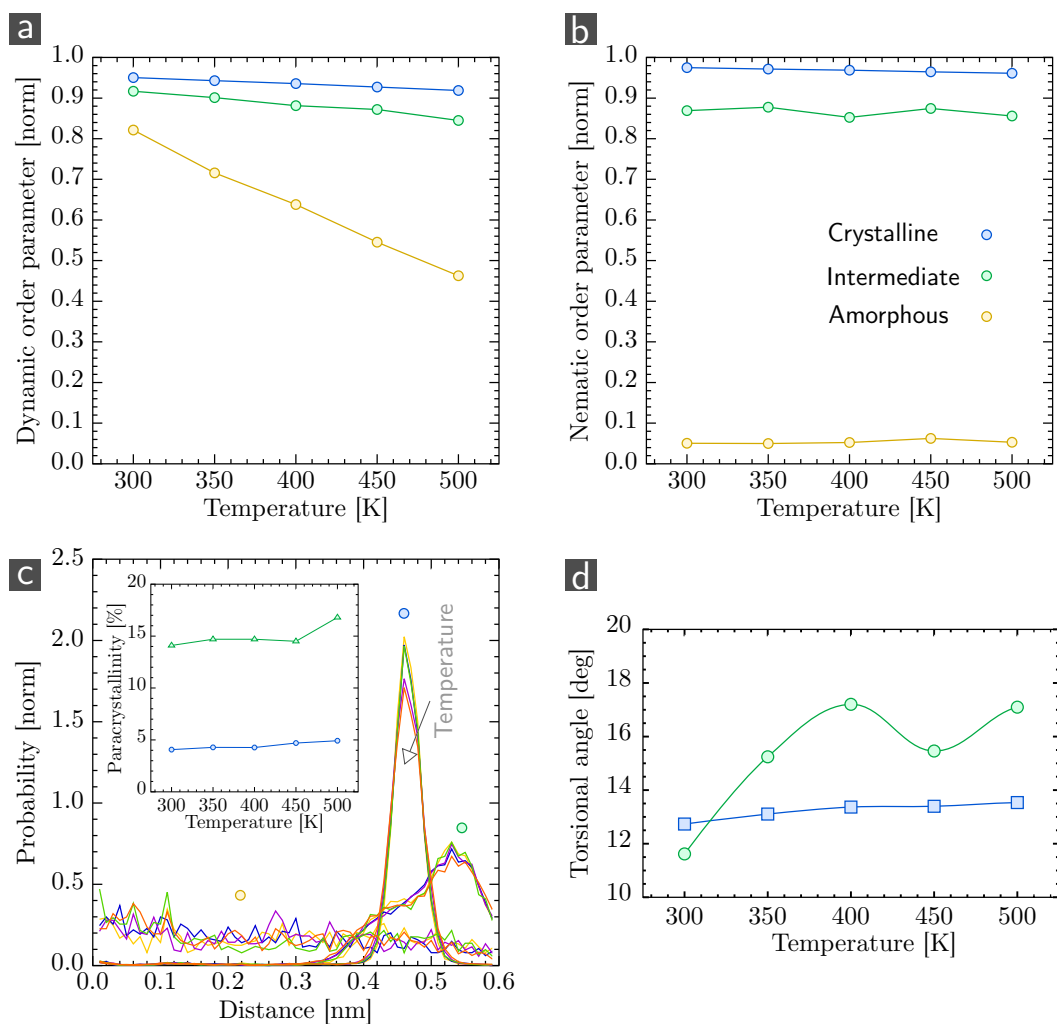 a
1.0
0.9
0.8
0.7
0.6
0.5
0.4
0.3
0.2
0.1
0.0
Dynamic order parameter [norm]
300 350 400 450 500
Temperature [K]
b
1.0
0.9
0.8
0.7
0.6
0.5
0.4
0.3
0.2
0.1
0.0
Nematic order parameter [norm]
Crystalline
Intermediate
Amorphous
300 350 400 450 500
Temperature [K]
c
2.5
2.0
1.5
1.0
0.5
0.0
Probability [norm]
20
15
10
5
0
Paracrystallinity [%]
300 350 400 450 500
Temperature [K]
Temperature
0.0 0.1 0.2 0.3 0.4 0.5 0.6
Distance [nm]
d
20
18
16
14
12
10
Torsional angle [deg]
300 350 400 450 500
Temperature [K]